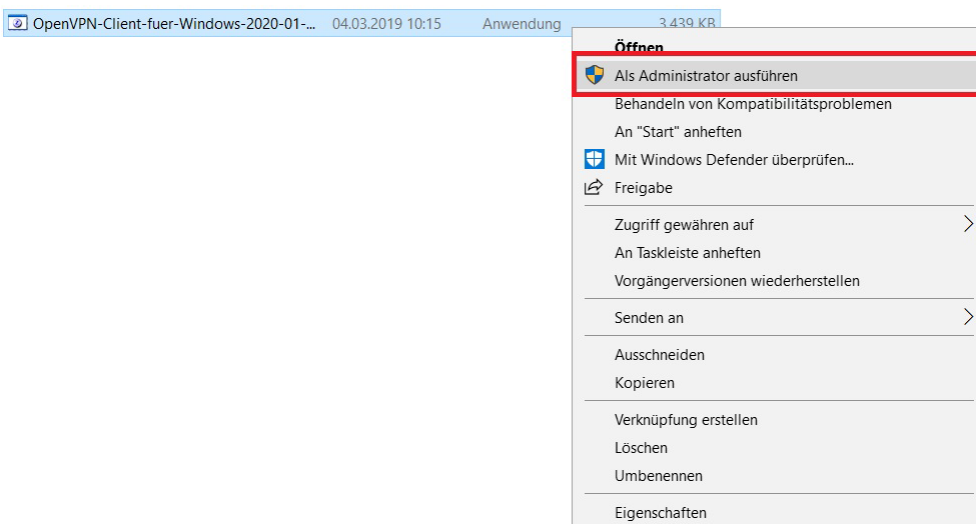 OpenVPN-Client-fuer-Windows-2020-01-... 04.03.2019 10:15 Anwendung 3.439 KB
Öffnen
Als Administrator ausführen
Behandeln von Kompatibilitätsproblemen
An "Start" anheften
Mit Windows Defender überprüfen...
Freigabe
Zugriff gewähren auf
An Taskleiste anheften
Vorgängerversionen wiederherstellen
Senden an
Ausschneiden
Kopieren
Verknüpfung erstellen
Löschen
Umbenennen
Eigenschaften